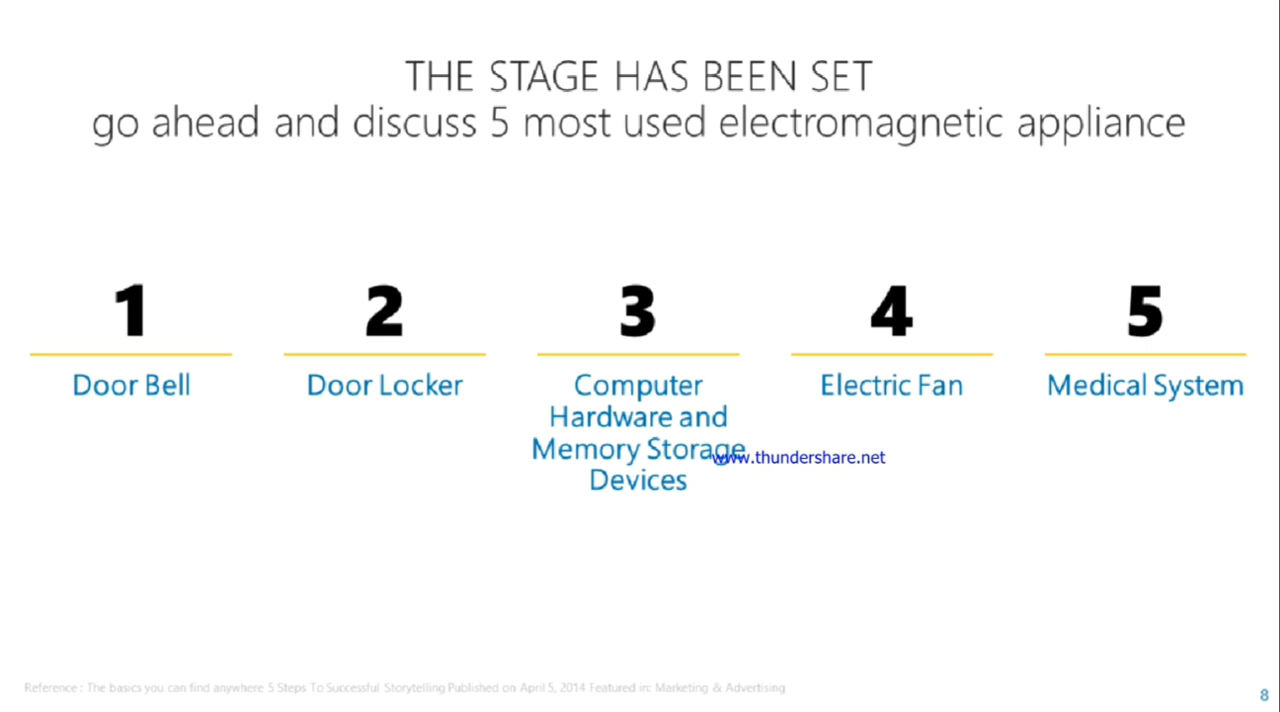 THE STAGE HAS BEEN SET
go ahead and discuss 5 most used electromagnetic appliance
1
Door Bell
2
Door Locker
3
Computer
Hardware and
Memory Storage
Devices
4
Electric Fan
5
Medical System
www.thundershare.net
Reference : The basics you can find anywhere 5 Steps To Successful Storytelling Published on April 5, 2014 Featured in: Marketing & Advertising
8